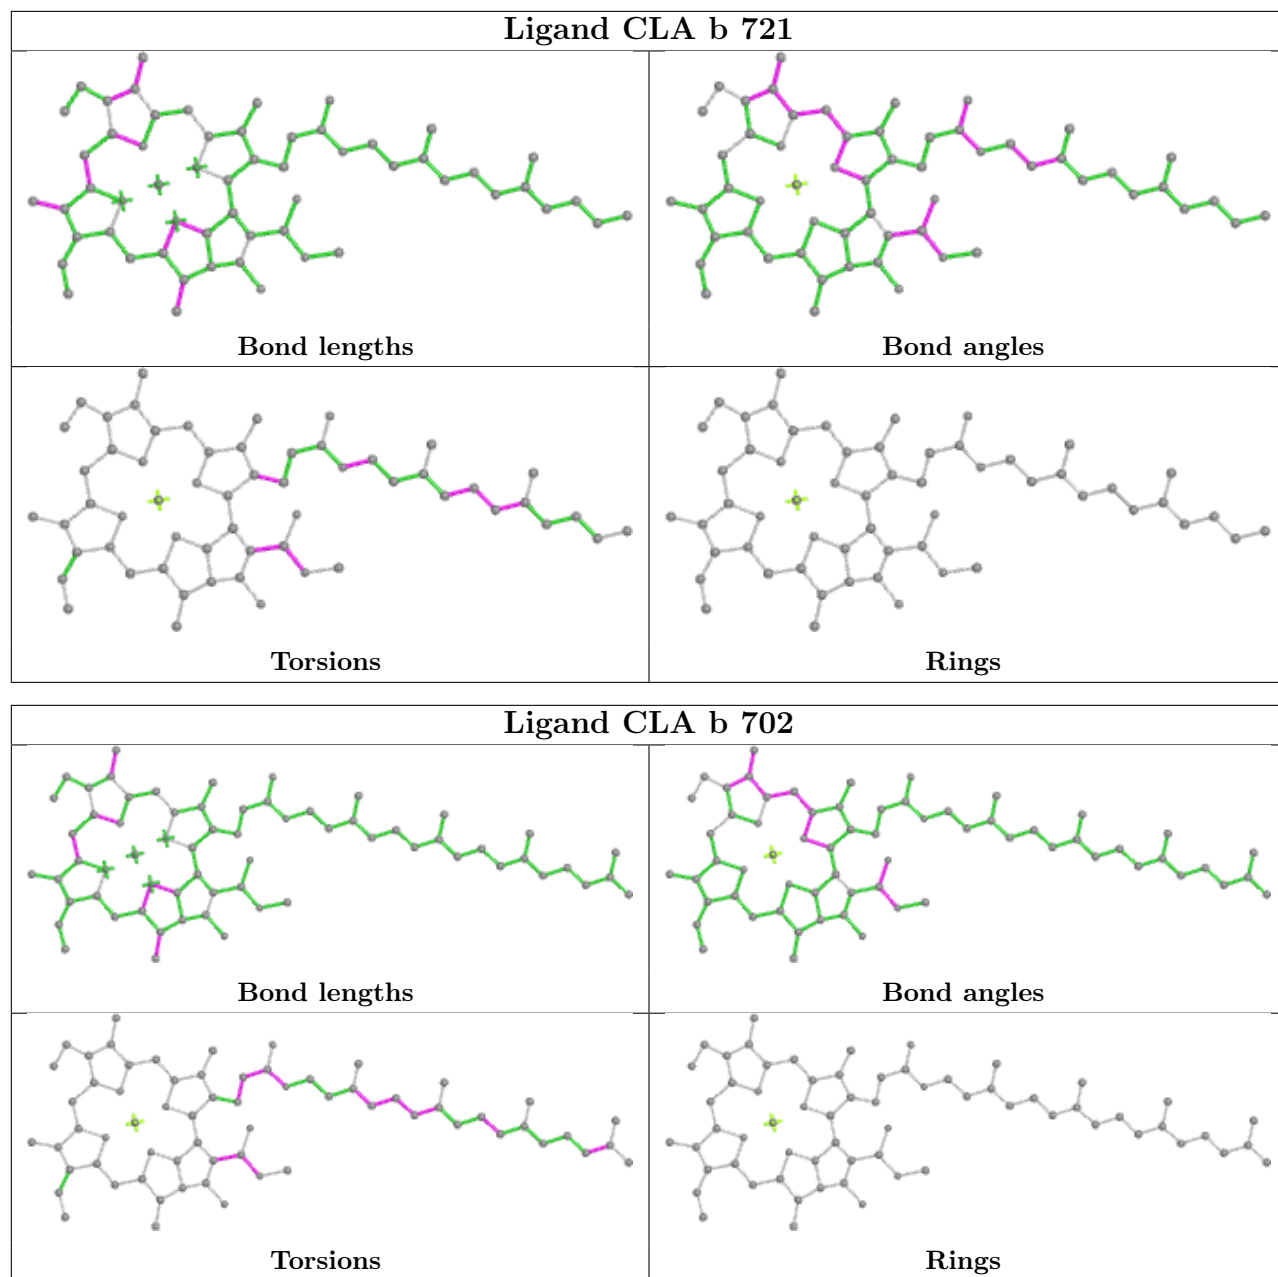 Ligand CLA b 721
Bond lengths
Bond angles
Torsions
Rings
Ligand CLA b 702
Bond lengths
Bond angles
Torsions
Rings